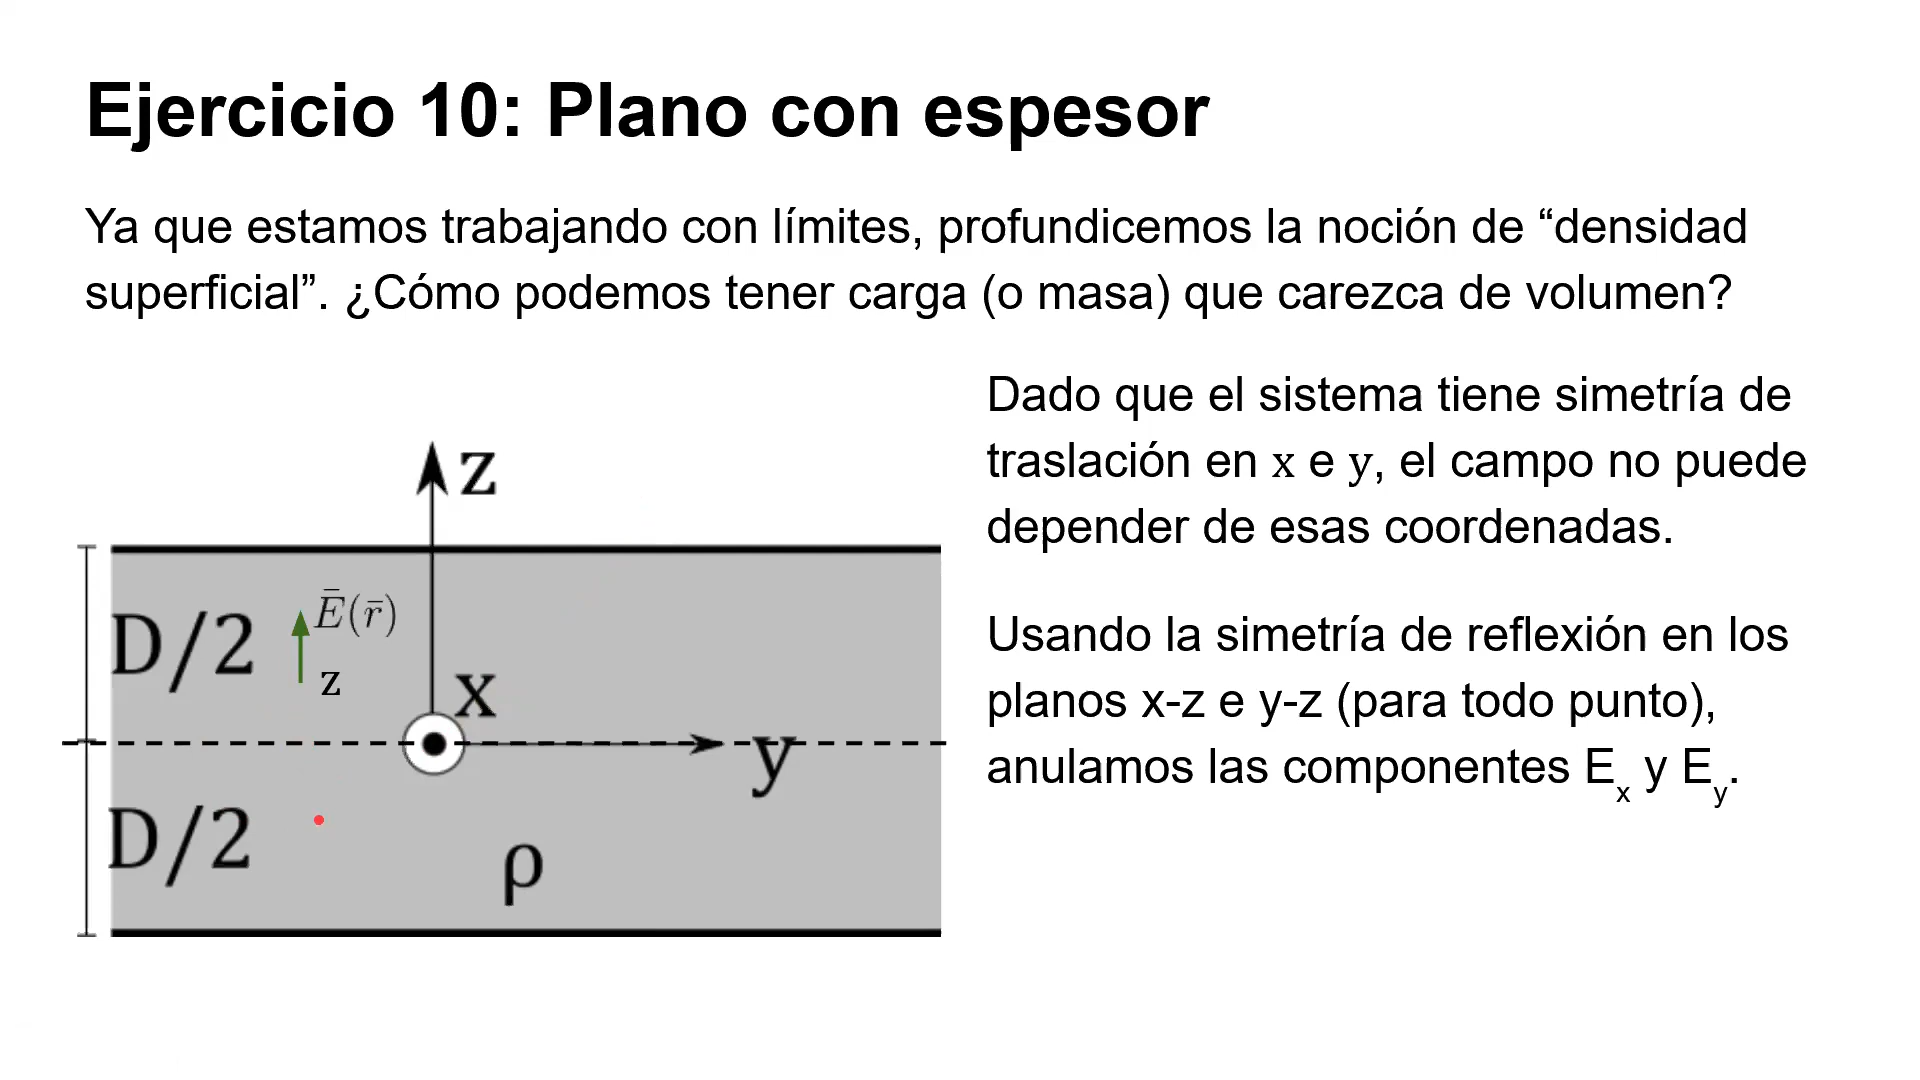 Ejercicio 10: Plano con espesor
Ya que estamos trabajando con límites, profundicemos la noción de “densidad
superficial”. ¿Cómo podemos tener carga (o masa) que carezca de volumen?
Dado que el sistema tiene simetría de
traslación en x e y, el campo no puede
depender de esas coordenadas.
Usando la simetría de reflexión en los
planos x-z e y-z (para todo punto),
anulamos las componentes Eₓ y E_y.
z
D/2
Ē(r̄)
z
x
y
D/2
ρ